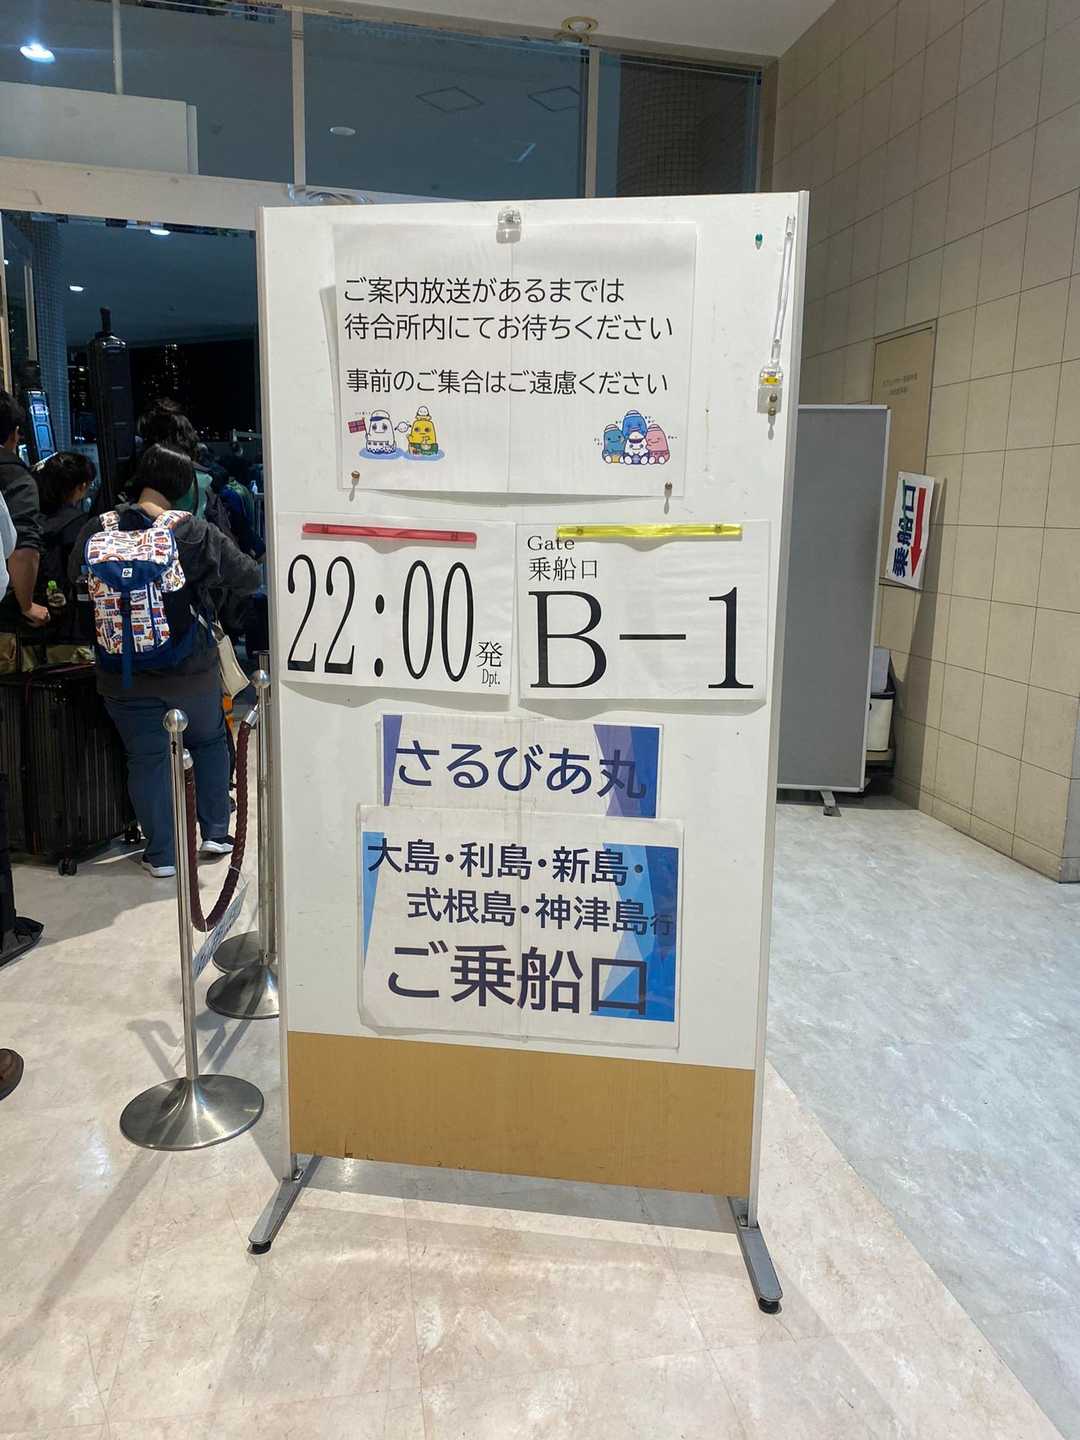 ご案内放送があるまでは
待合所内にてお待ちください
事前のご集合はご遠慮ください
22:00
発
Dpt.
Gate
乗船口
B-1
さるびあ丸
大島・利島・新島・
式根島・神津島行
ご乗船口
乗船口